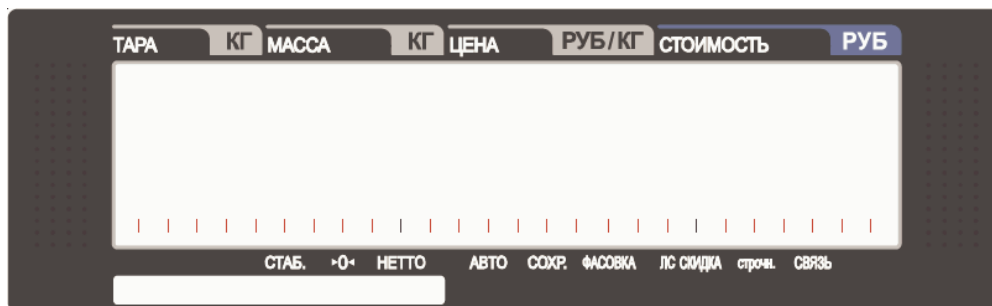 ТАРА КГ МАССА КГ ЦЕНА РУБ/КГ СТОИМОСТЬ РУБ
СТАБ. ▸0◂ НЕТТО АВТО СОХР. ФАСОВКА ЛС СКИДКА строчн. СВЯЗЬ